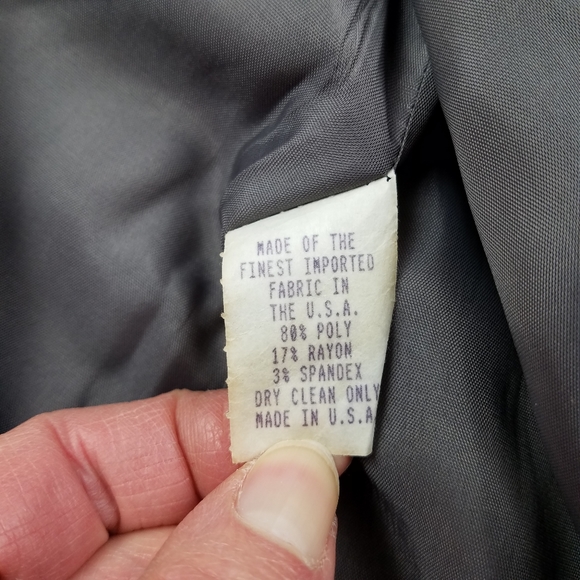 MADE OF THE
FINEST IMPORTED
FABRIC IN
THE U.S.A.
80% POLY
17% RAYON
3% SPANDEX
DRY CLEAN ONLY
MADE IN U.S.A